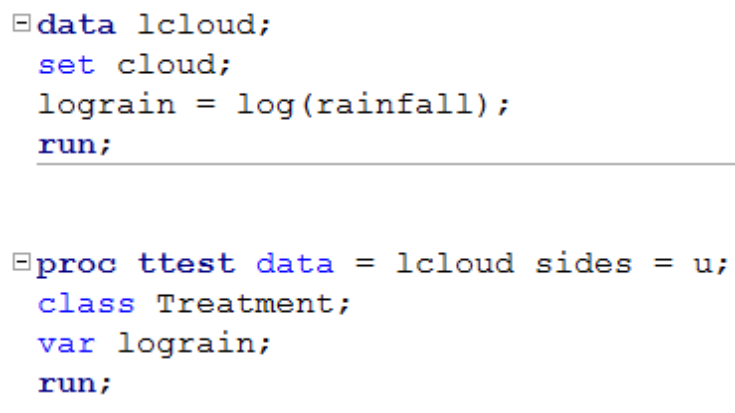 data lcloud;
set cloud;
lograin = log(rainfall);
run;
proc ttest data = lcloud sides = u;
class Treatment;
var lograin;
run;